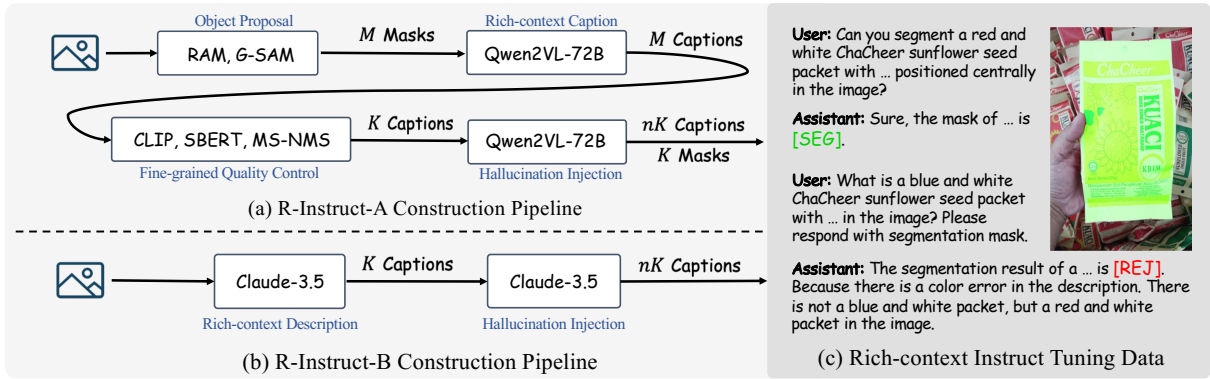 Object Proposal
RAM, G-SAM
M Masks
Rich-context Caption
Qwen2VL-72B
M Captions
CLIP, SBERT, MS-NMS
Fine-grained Quality Control
K Captions
Qwen2VL-72B
Hallucination Injection
nK Captions
K Masks
(a) R-Instruct-A Construction Pipeline
Claude-3.5
Rich-context Description
K Captions
Claude-3.5
Hallucination Injection
nK Captions
(b) R-Instruct-B Construction Pipeline
User: Can you segment a red and
white ChaCheer sunflower seed
packet with ... positioned centrally
in the image?
Assistant: Sure, the mask of ... is
[SEG].
User: What is a blue and white
ChaCheer sunflower seed packet
with ... in the image? Please
respond with segmentation mask.
Assistant: The segmentation result of a ... is [REJ].
Because there is a color error in the description. There
is not a blue and white packet, but a red and white
packet in the image.
ChaCheer
KUACI
(c) Rich-context Instruct Tuning Data